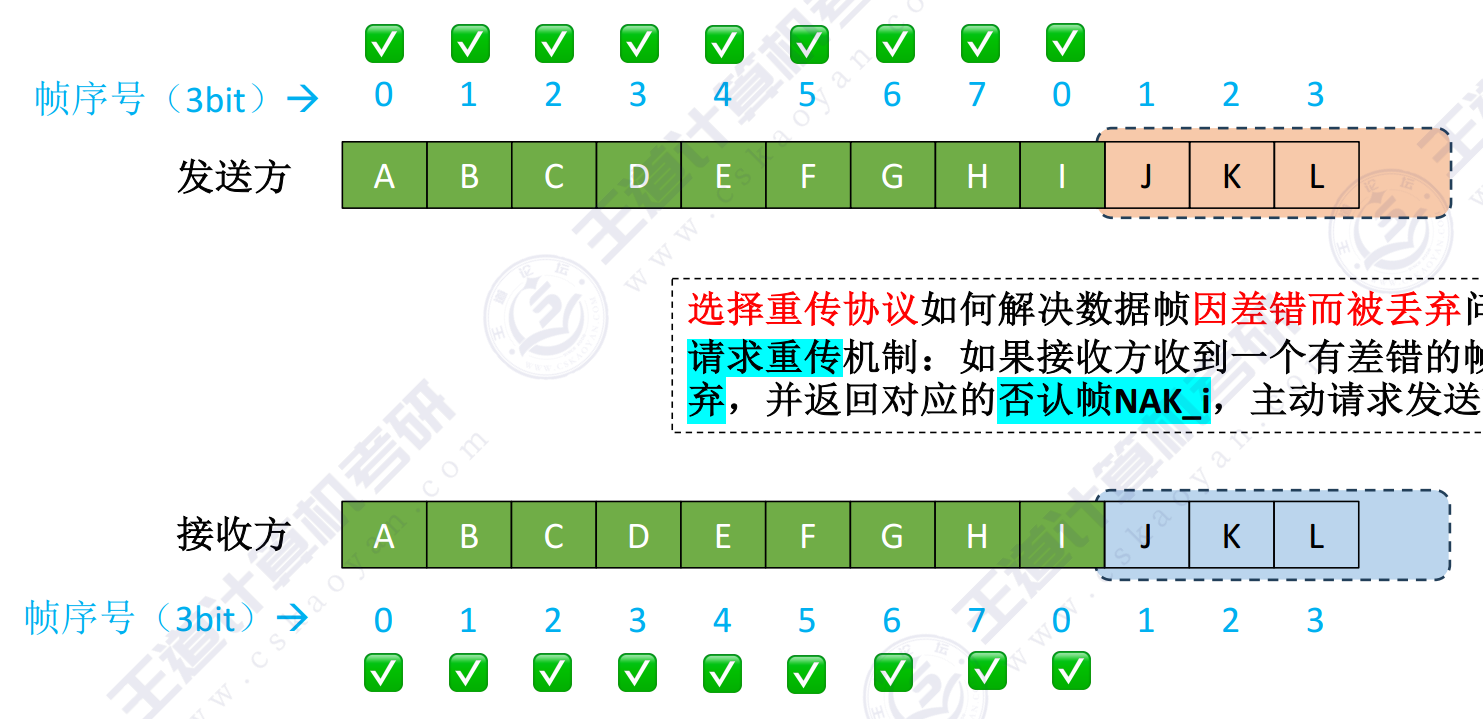 帧序号（3bit）→ 0 1 2 3 4 5 6 7 0 1 2 3
发送方 A B C D E F G H I J K L
选择重传协议如何解决数据帧因差错而被丢弃
请求重传机制：如果接收方收到一个有差错的
弃，并返回对应的否认帧NAK_i，主动请求发送
接收方 A B C D E F G H I J K L
帧序号（3bit）→ 0 1 2 3 4 5 6 7 0 1 2 3
王道计算机考研
www.cskaoyan.com